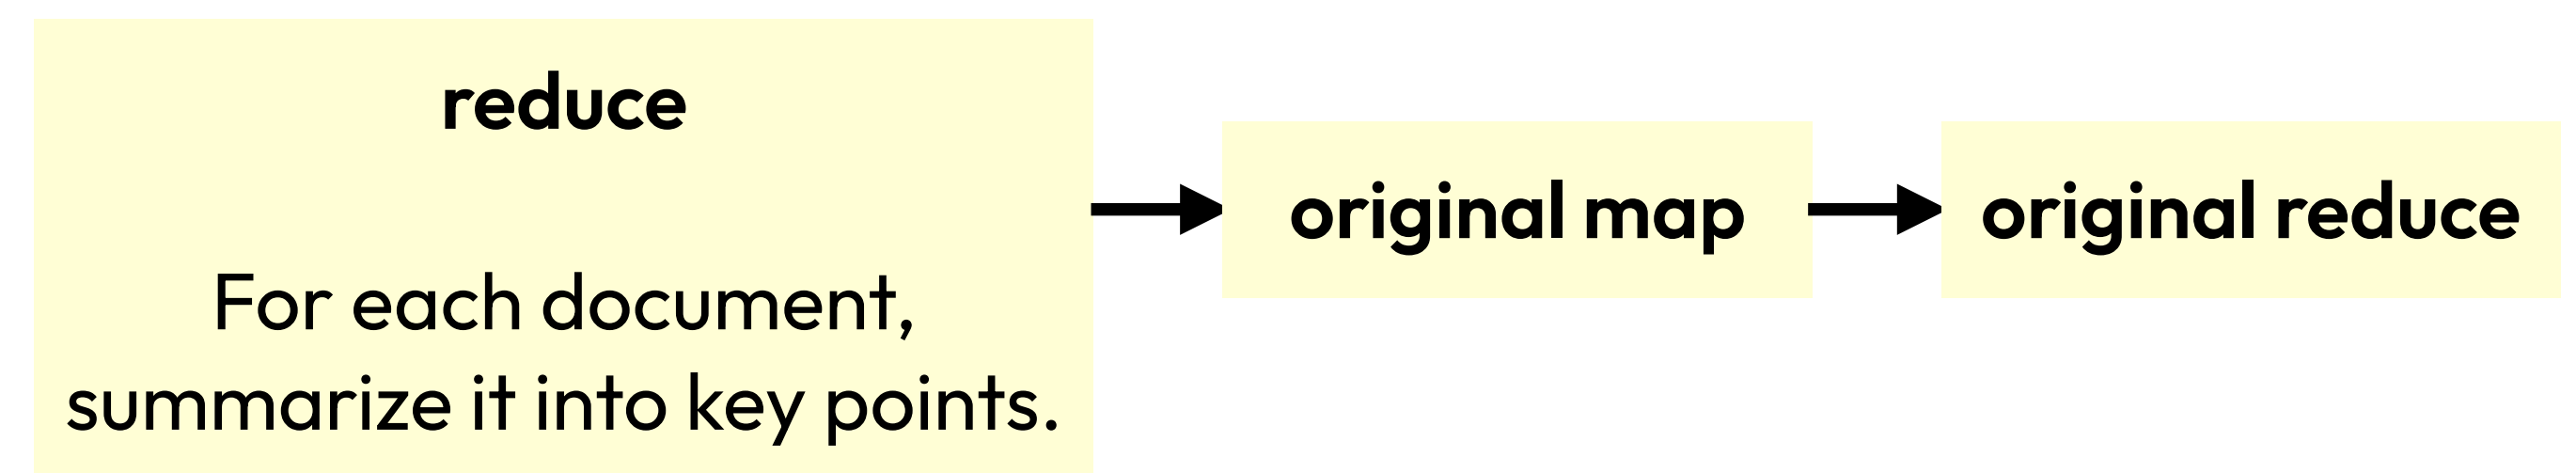 reduce
For each document,
summarize it into key points.
original map
original reduce